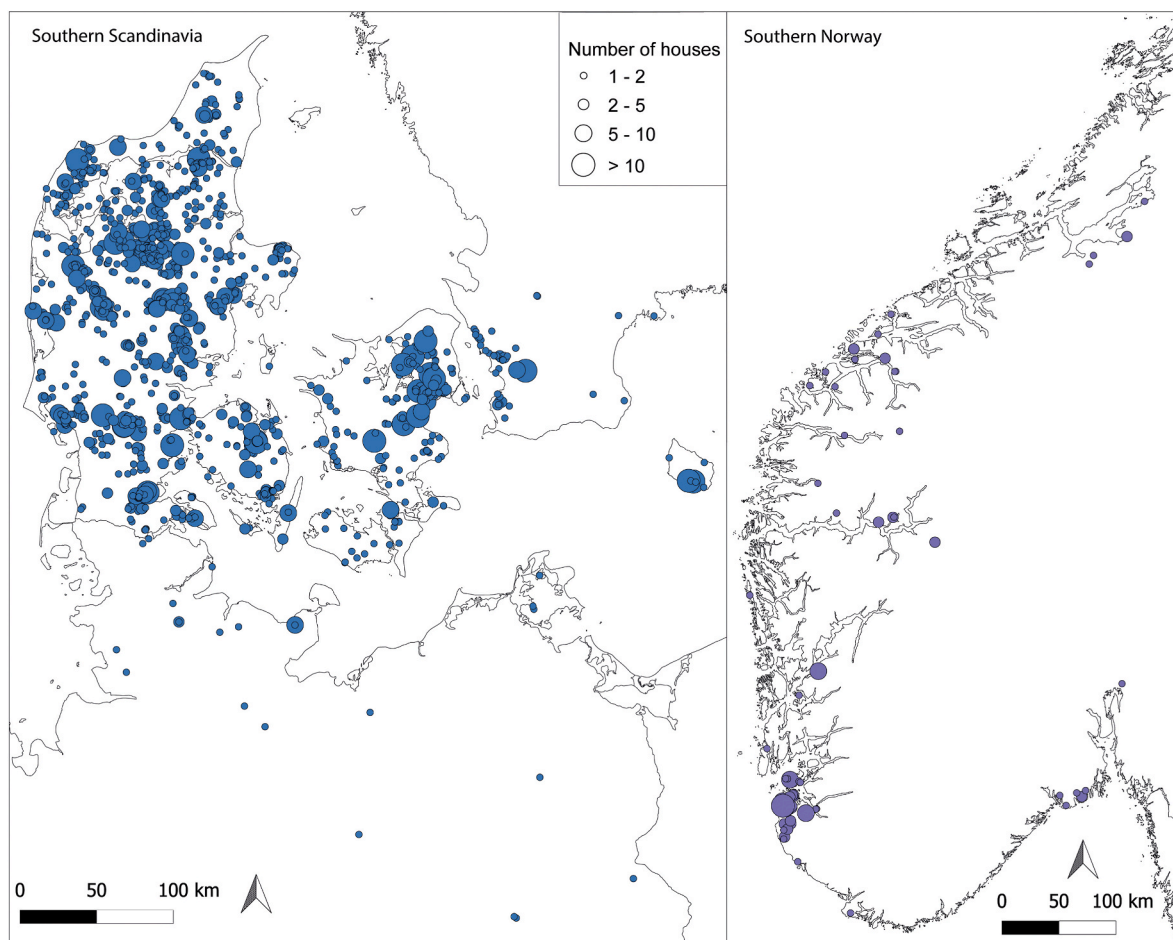 Southern Scandinavia
Number of houses
1 - 2
2 - 5
5 - 10
> 10
Southern Norway
0 50 100 km
0 50 100 km